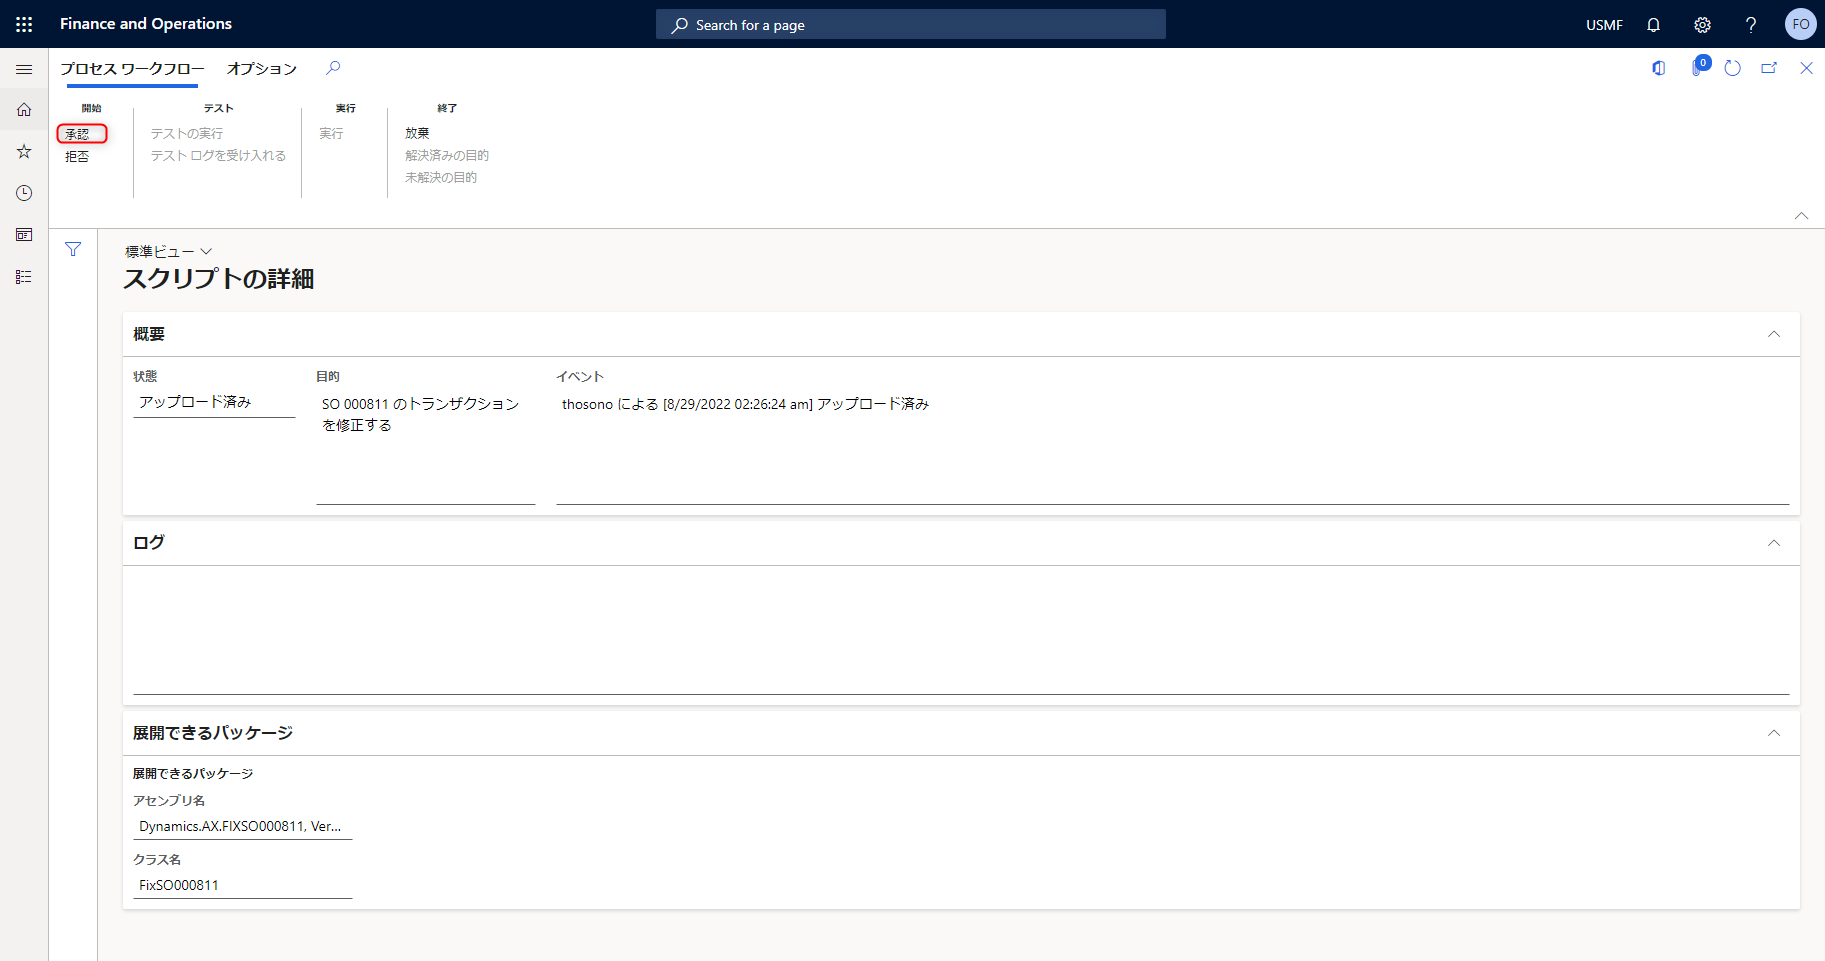 Finance and Operations
Search for a page
USMF
FO
プロセス ワークフロー
オプション
0
開始
テスト
実行
終了
承認
テストの実行
実行
放棄
拒否
テスト ログを受け入れる
解決済みの目的
未解決の目的
標準ビュー
スクリプトの詳細
概要
状態
目的
イベント
アップロード済み
SO 000811 のトランザクション
を修正する
thosono による [8/29/2022 02:26:24 am] アップロード済み
ログ
展開できるパッケージ
展開できるパッケージ
アセンブリ名
Dynamics.AX.FIXSO000811, Ver...
クラス名
FixSO000811